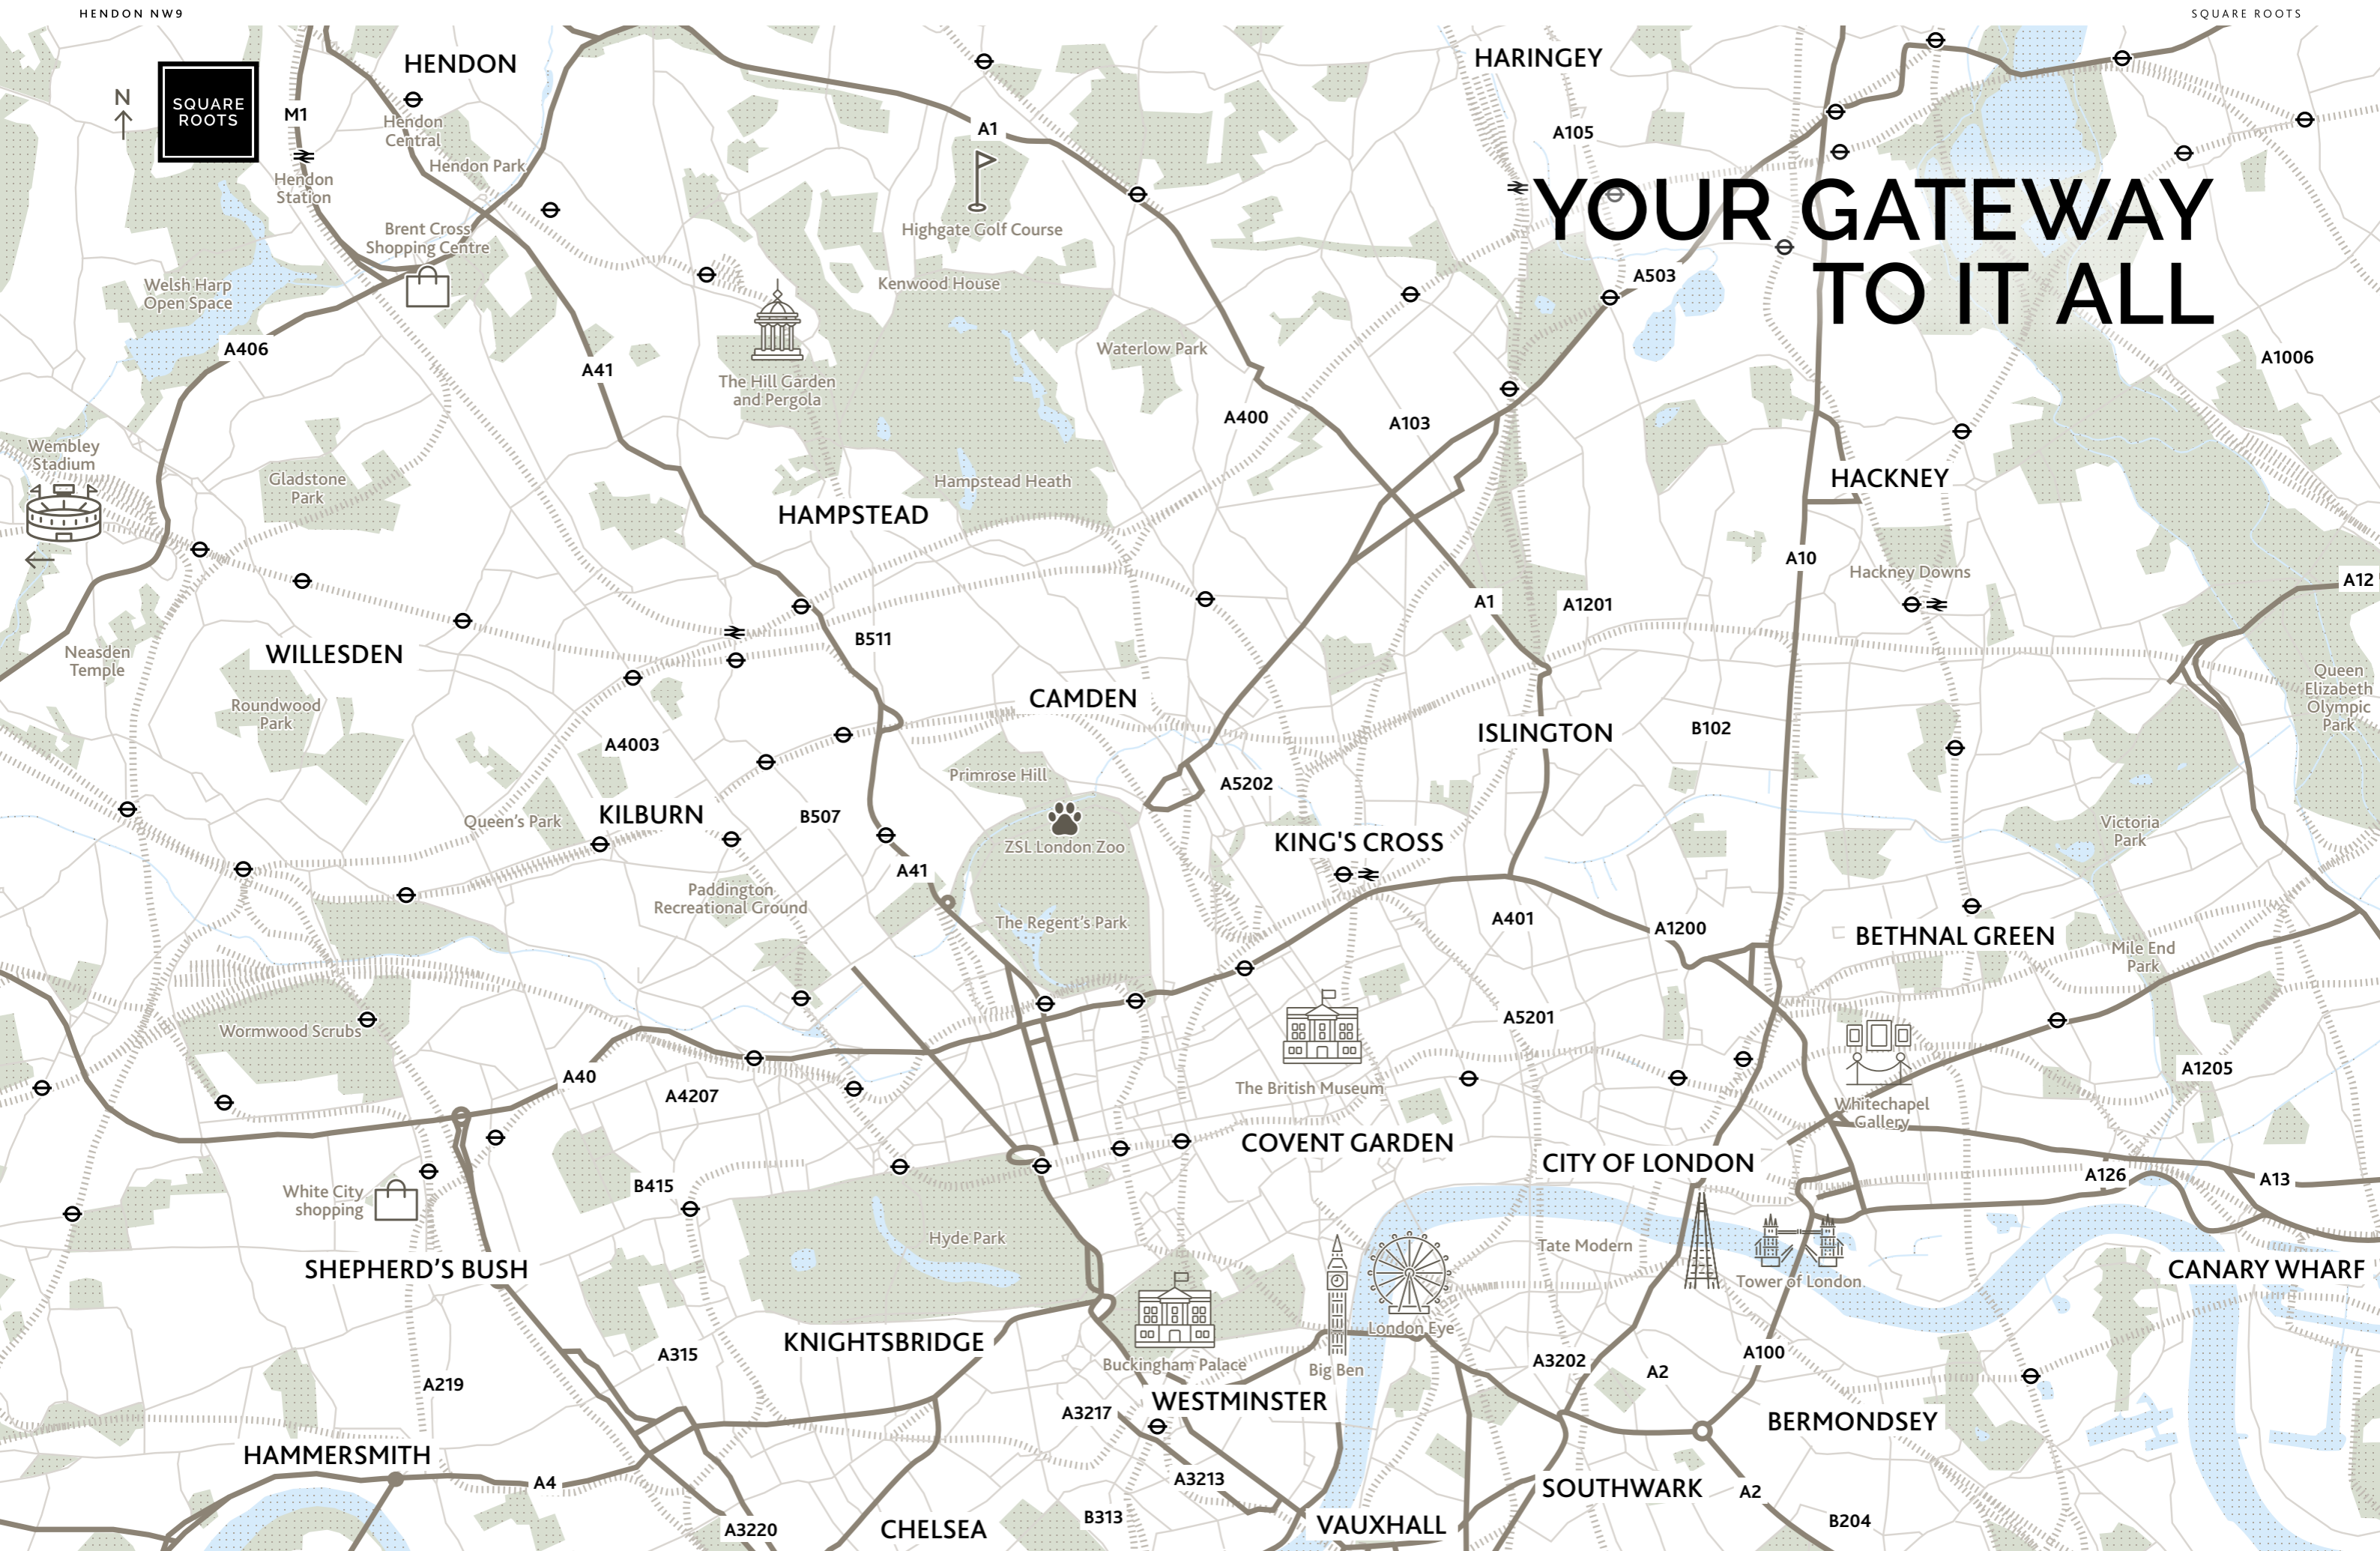 HENDON NW9
SQUARE ROOTS
HENDON
HARINGEY
N
SQUARE
ROOTS
M1
Hendon
Central
A1
A105
Hendon Park
Hendon
Station
YOUR GATEWAY
TO IT ALL
Brent Cross
Shopping Centre
Highgate Golf Course
Kenwood House
A503
Welsh Harp
Open Space
A406
A41
Waterlow Park
A1006
The Hill Garden
and Pergola
A400
A103
Wembley
Stadium
Gladstone
Park
Hampstead Heath
HACKNEY
HAMPSTEAD
A10
Hackney Downs
A12
A1
A1201
B511
Neasden
Temple
WILLESDEN
Queen
Elizabeth
Olympic
Park
Roundwood
Park
CAMDEN
ISLINGTON
B102
A4003
Primrose Hill
A5202
KILBURN
B507
Queen's Park
ZSL London Zoo
KING'S CROSS
Victoria
Park
A41
Paddington
Recreational Ground
The Regent's Park
A401
A1200
BETHNAL GREEN
Mile End
Park
Wormwood Scrubs
A5201
A40
A4207
The British Museum
A1205
Whitechapel
Gallery
COVENT GARDEN
CITY OF LONDON
A126
A13
White City
shopping
B415
Hyde Park
Tate Modern
SHEPHERD’S BUSH
Tower of London
CANARY WHARF
London Eye
KNIGHTSBRIDGE
A315
Buckingham Palace
Big Ben
A3202
A2
A100
A219
WESTMINSTER
A3217
BERMONDSEY
HAMMERSMITH
A4
A3213
SOUTHWARK
A2
A3220
CHELSEA
B313
VAUXHALL
B204